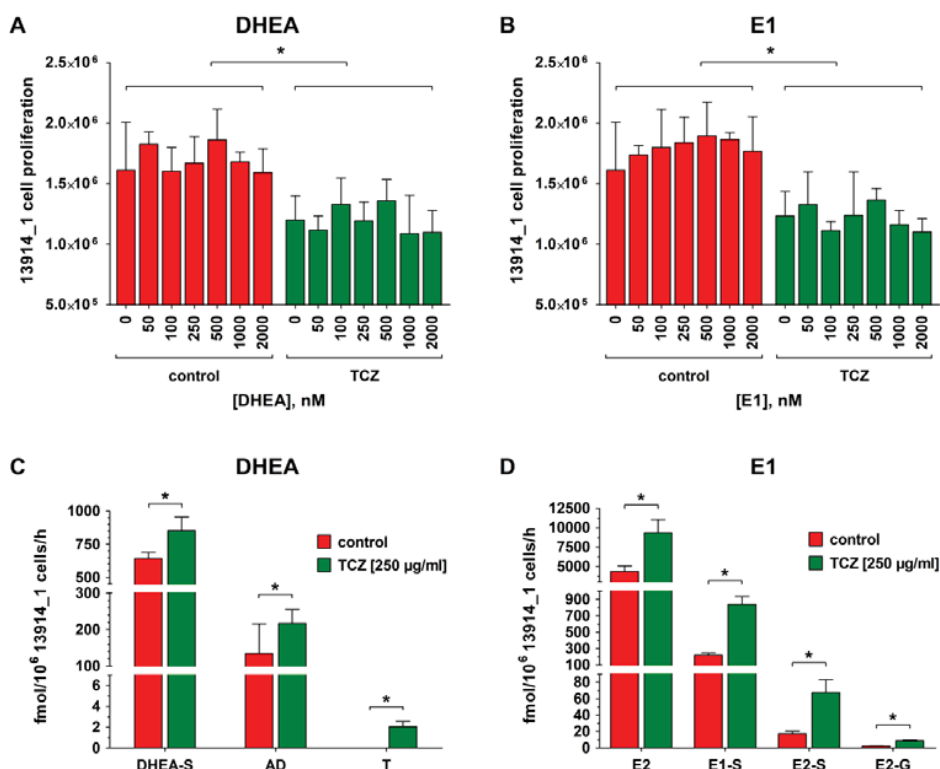 A DHEA
13914_1 cell proliferation
2.5×10⁶
2.0×10⁶
1.5×10⁶
1.0×10⁶
5.0×10⁵
*
0 50 100 250 500 1000 2000 0 50 100 250 500 1000 2000
control TCZ
[DHEA], nM
B E1
13914_1 cell proliferation
2.5×10⁶
2.0×10⁶
1.5×10⁶
1.0×10⁶
5.0×10⁵
*
0 50 100 250 500 1000 2000 0 50 100 250 500 1000 2000
control TCZ
[E1], nM
C DHEA
fmol/10⁶ 13914_1 cells/h
1000
750
500
300
200
100
6
4
2
0
* * *
control
TCZ [250 µg/ml]
DHEA-S AD T
D E1
fmol/10⁶ 13914_1 cells/h
12500
10000
7500
5000
900
700
500
300
100
80
60
40
20
0
* * * *
control
TCZ [250 µg/ml]
E2 E1-S E2-S E2-G